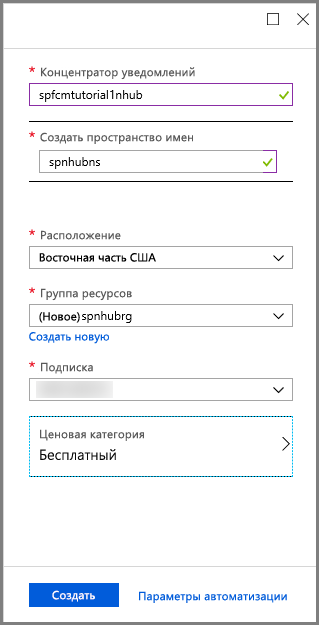 * Концентратор уведомлений
spfcmtutorial1nhub
* Создать пространство имен
spnhubns
* Расположение
Восточная часть США
* Группа ресурсов
(Новое)spnhubrg
Создать новую
* Подписка
Ценовая категория
Бесплатный
Создать Параметры автоматизации